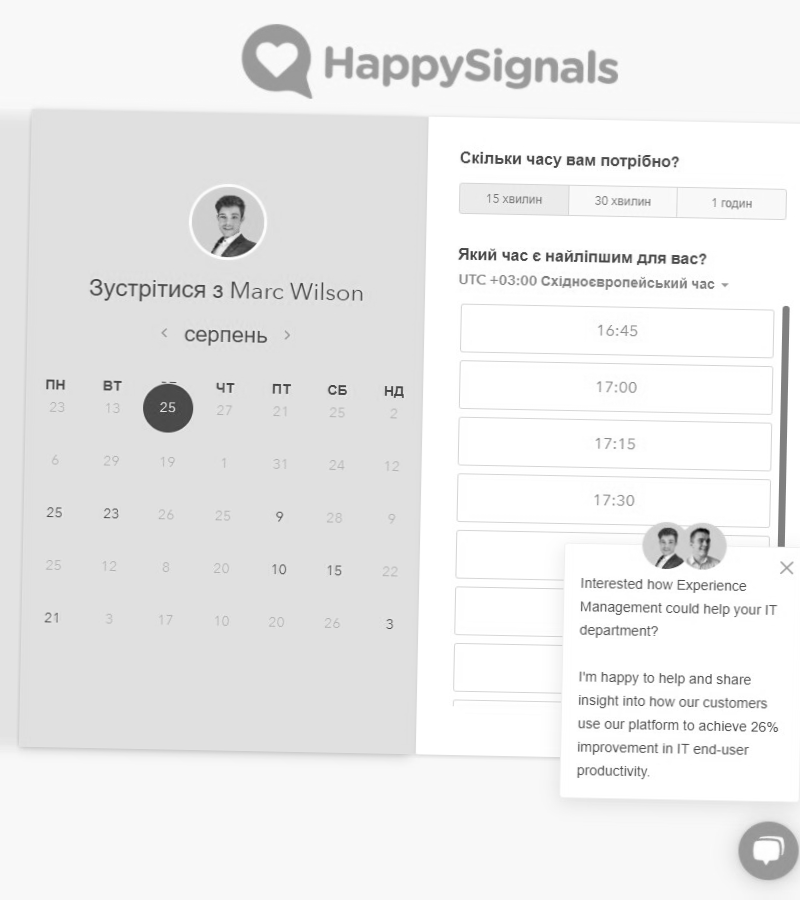 HappySignals
Зустрітися з Marc Wilson
серпень
ПН ВТ ЧТ ПТ СБ НД
23 13 25 27 21 25 2
6 29 19 1 31 24 12
25 23 26 25 9 28 9
25 12 8 20 10 15 22
21 3 17 10 20 26 3
Скільки часу вам потрібно?
15 хвилин 30 хвилин 1 годин
Який час є найліпшим для вас?
UTC +03:00 Східноєвропейський час
16:45
17:00
17:15
17:30
Interested how Experience
Management could help your IT
department?
I'm happy to help and share
insight into how our customers
use our platform to achieve 26%
improvement in IT end-user
productivity.